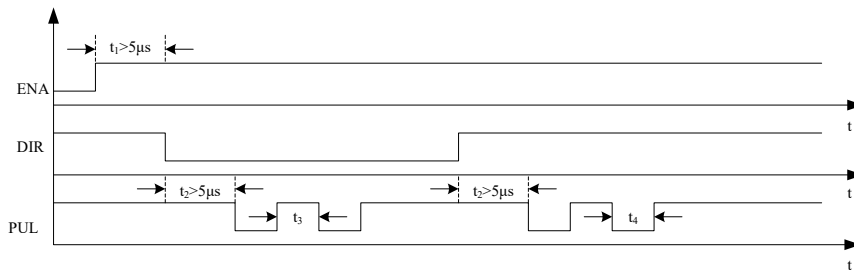 t₁>5μs
ENA
t
DIR
t
t₂>5μs
t₂>5μs
PUL
t₃
t₄
t